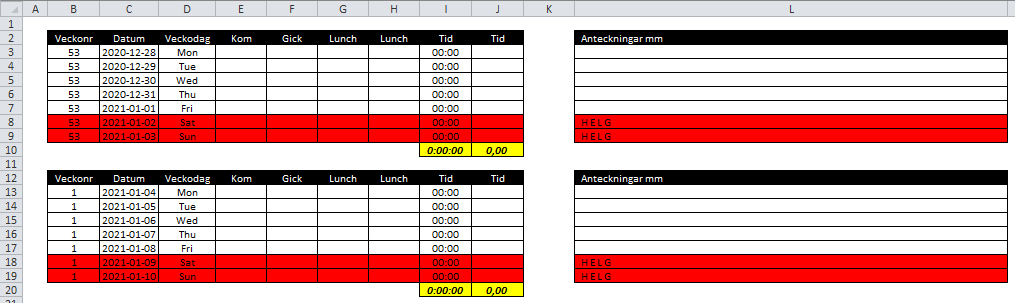 A B C D E F G H I J K L
1
2 Veckonr Datum Veckodag Kom Gick Lunch Lunch Tid Tid Anteckningar mm
3 53 2020-12-28 Mon 00:00
4 53 2020-12-29 Tue 00:00
5 53 2020-12-30 Wed 00:00
6 53 2020-12-31 Thu 00:00
7 53 2021-01-01 Fri 00:00
8 53 2021-01-02 Sat 00:00 HELG
9 53 2021-01-03 Sun 00:00 HELG
10 0:00:00 0,00
11
12 Veckonr Datum Veckodag Kom Gick Lunch Lunch Tid Tid Anteckningar mm
13 1 2021-01-04 Mon 00:00
14 1 2021-01-05 Tue 00:00
15 1 2021-01-06 Wed 00:00
16 1 2021-01-07 Thu 00:00
17 1 2021-01-08 Fri 00:00
18 1 2021-01-09 Sat 00:00 HELG
19 1 2021-01-10 Sun 00:00 HELG
20 0:00:00 0,00